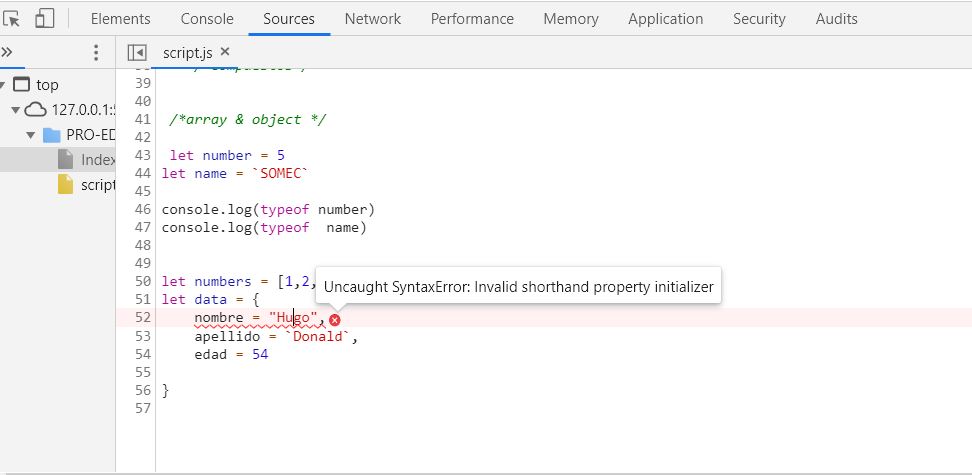 Elements Console Sources Network Performance Memory Application Security Audits
» script.js ×
top
127.0.0.1:5
PRO-ED
Index
script
39
40
41 /*array & object */
42
43 let number = 5
44 let name = `SOMEC`
45
46 console.log(typeof number)
47 console.log(typeof  name)
48
49
50 let numbers = [1,2,
Uncaught SyntaxError: Invalid shorthand property initializer
51 let data = {
52 nombre = "Hugo",
53 apellido = `Donald`,
54 edad = 54
55
56 }
57